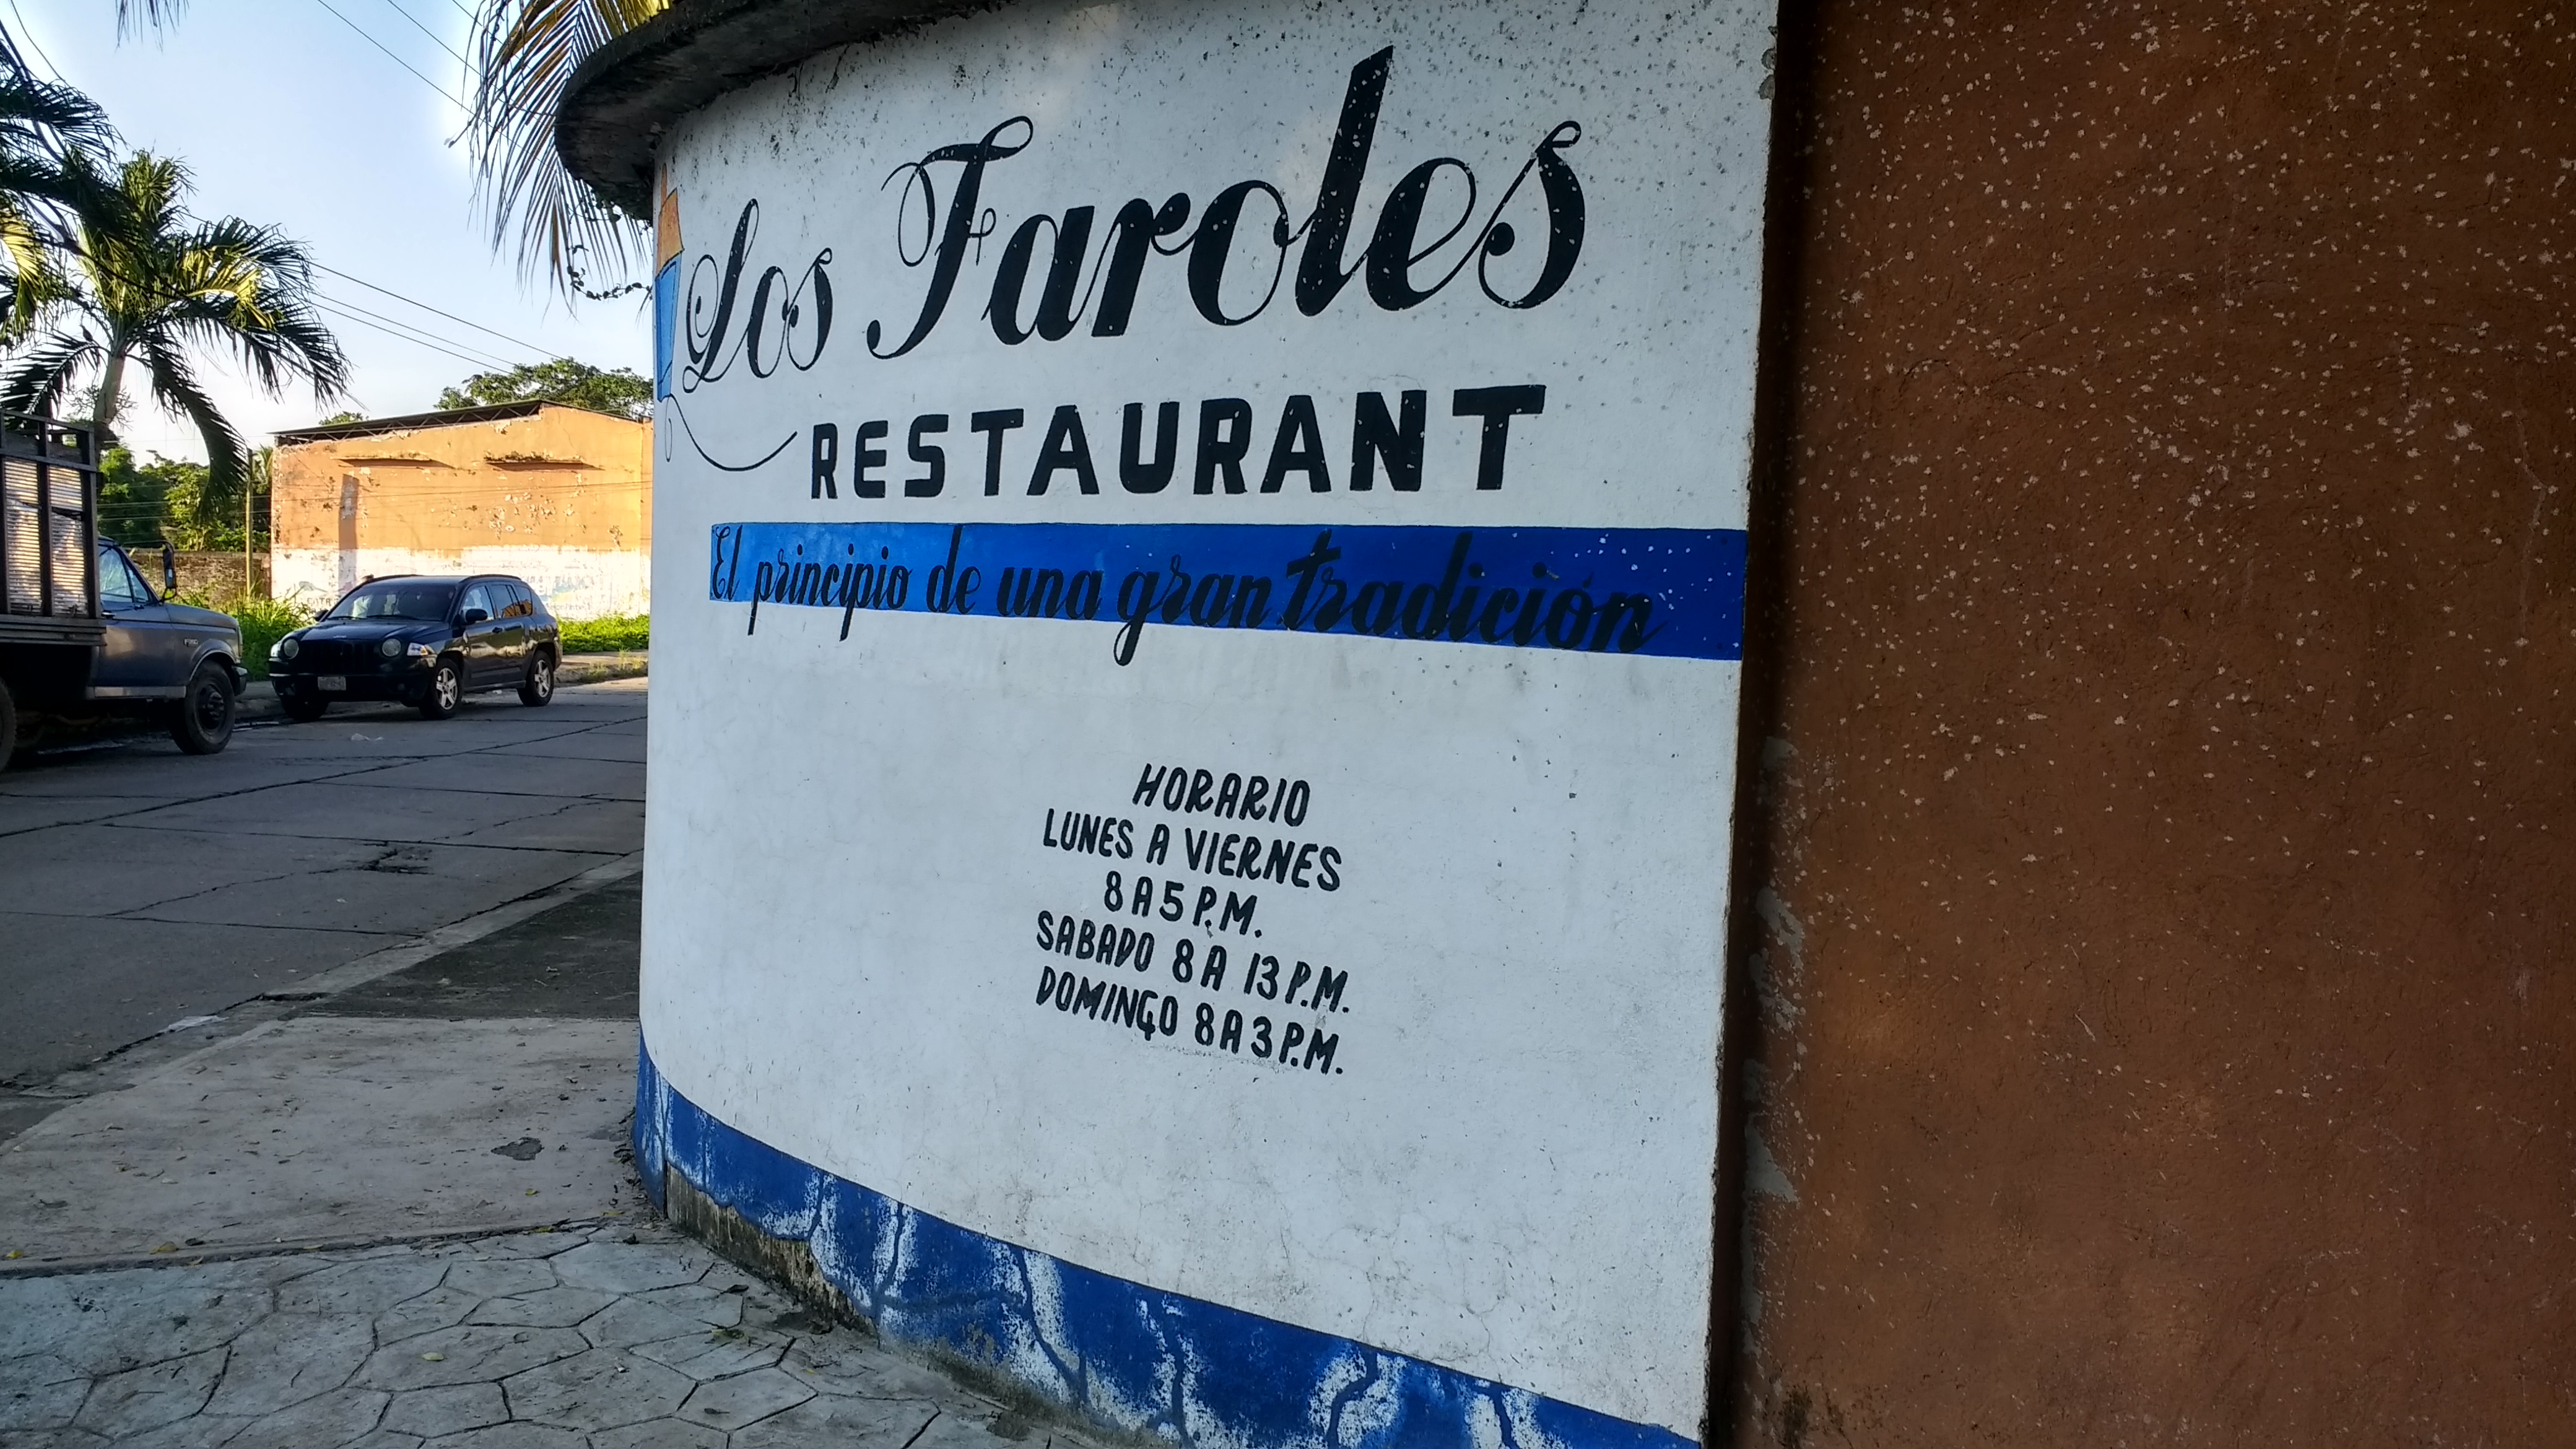 Los Faroles
RESTAURANT
El principio de una gran tradición
HORARIO
LUNES A VIERNES
8 A 5 P.M.
SABADO 8 A 13 P.M.
DOMINGO 8 A 3 P.M.